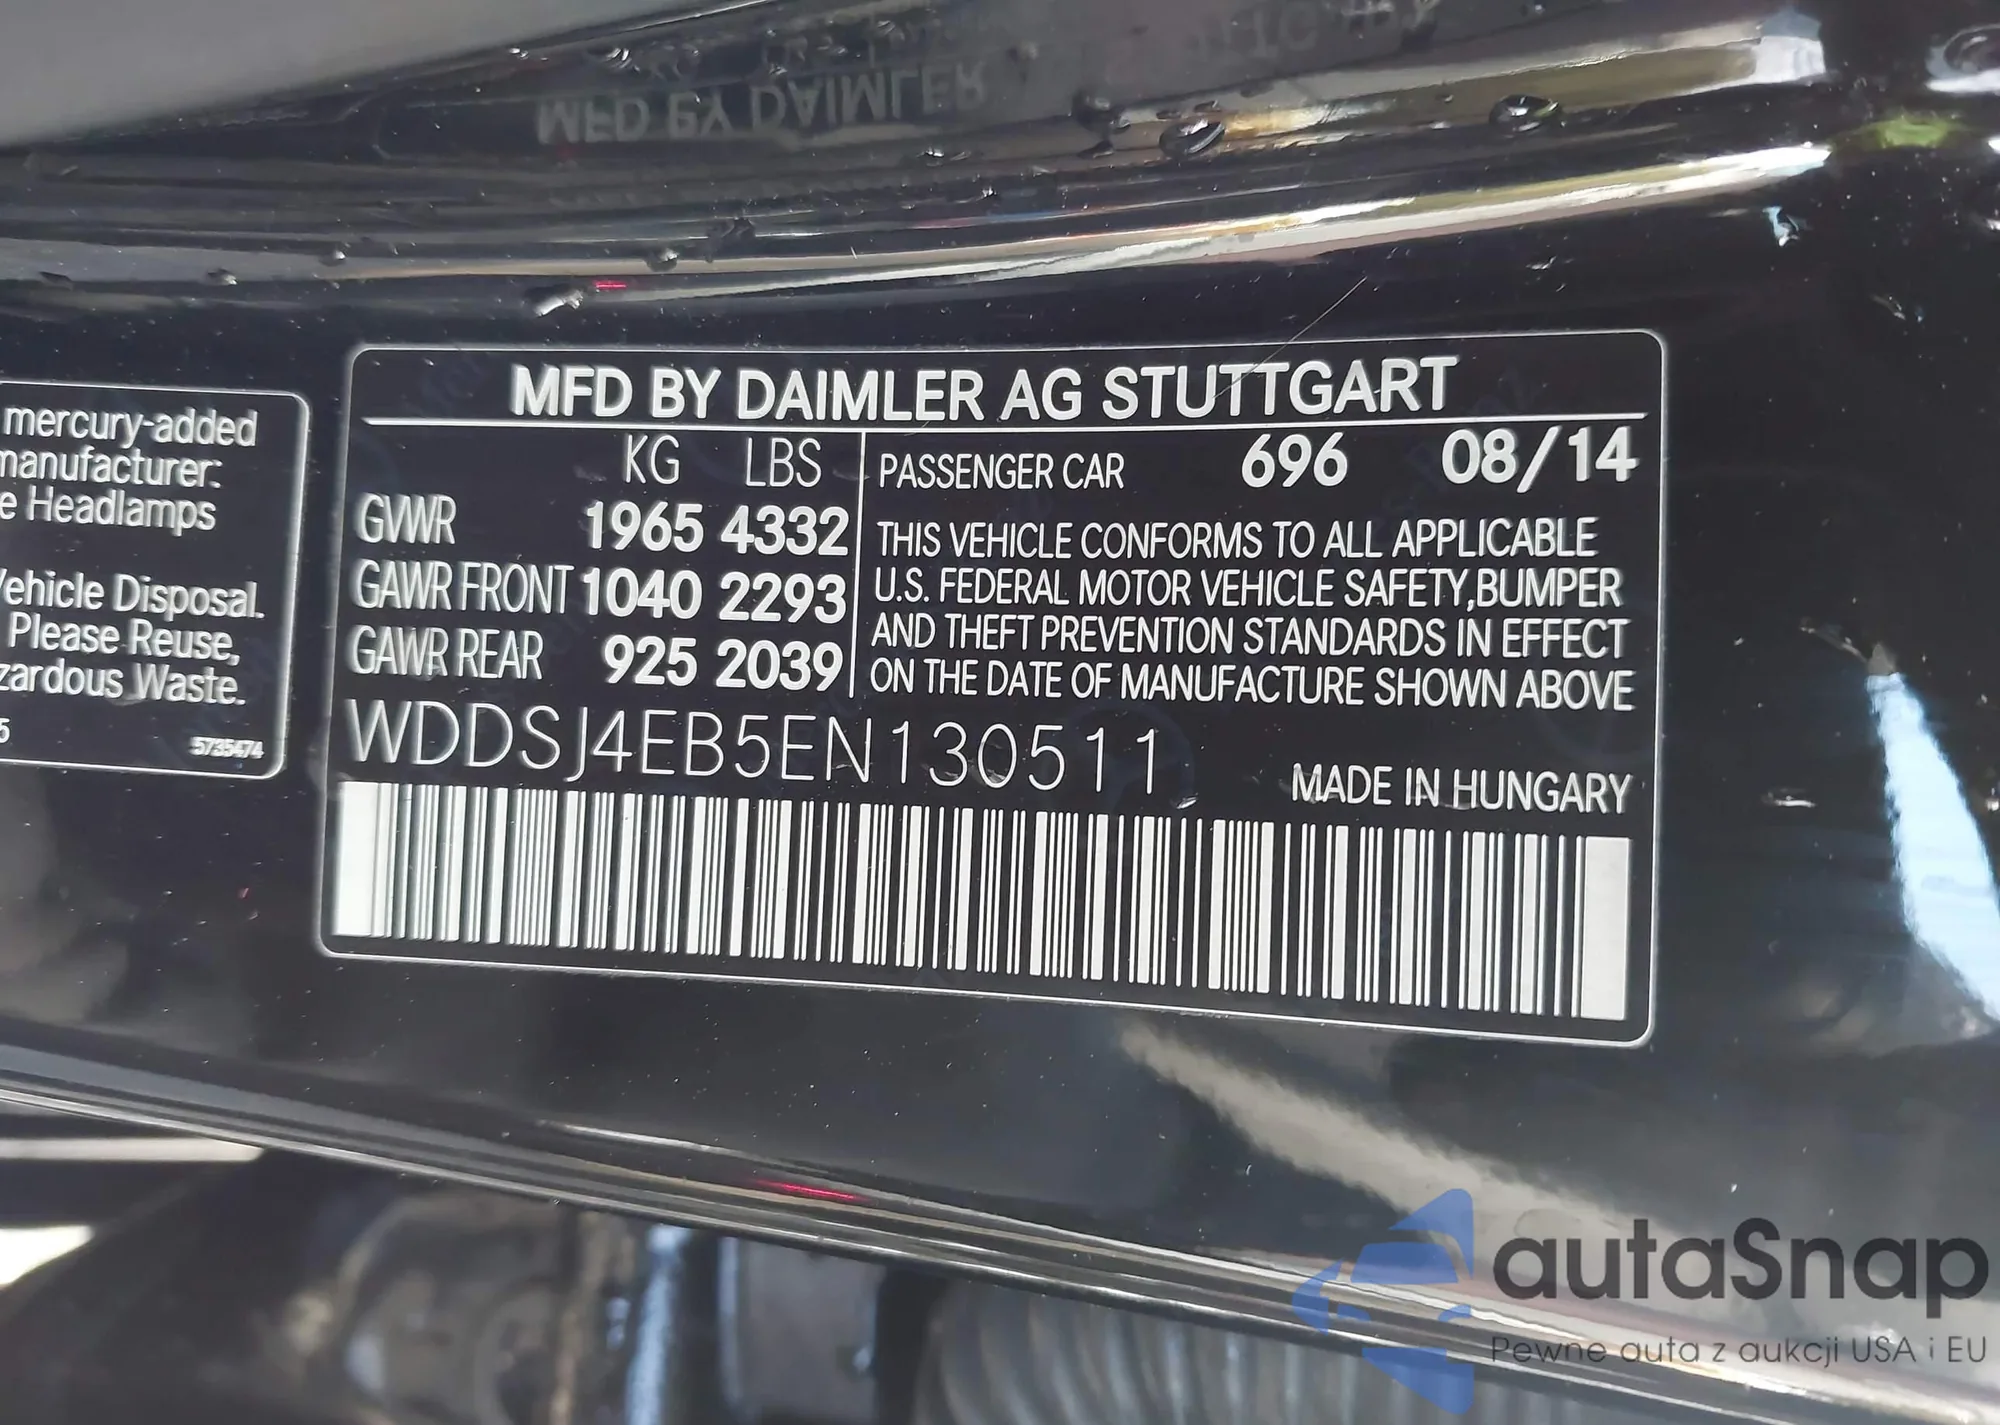 mercury-added
manufacturer:
e Headlamps
Vehicle Disposal.
Please Reuse,
zardous Waste.
5
5735474
MFD BY DAIMLER AG STUTTGART
KG LBS
GVWR 1965 4332
GAWR FRONT 1040 2293
GAWR REAR 925 2039
PASSENGER CAR 696 08/14
THIS VEHICLE CONFORMS TO ALL APPLICABLE
U.S. FEDERAL MOTOR VEHICLE SAFETY,BUMPER
AND THEFT PREVENTION STANDARDS IN EFFECT
ON THE DATE OF MANUFACTURE SHOWN ABOVE
WDDSJ4EB5EN130511
MADE IN HUNGARY
autaSnap
Pewne auta z aukcji USA i EU